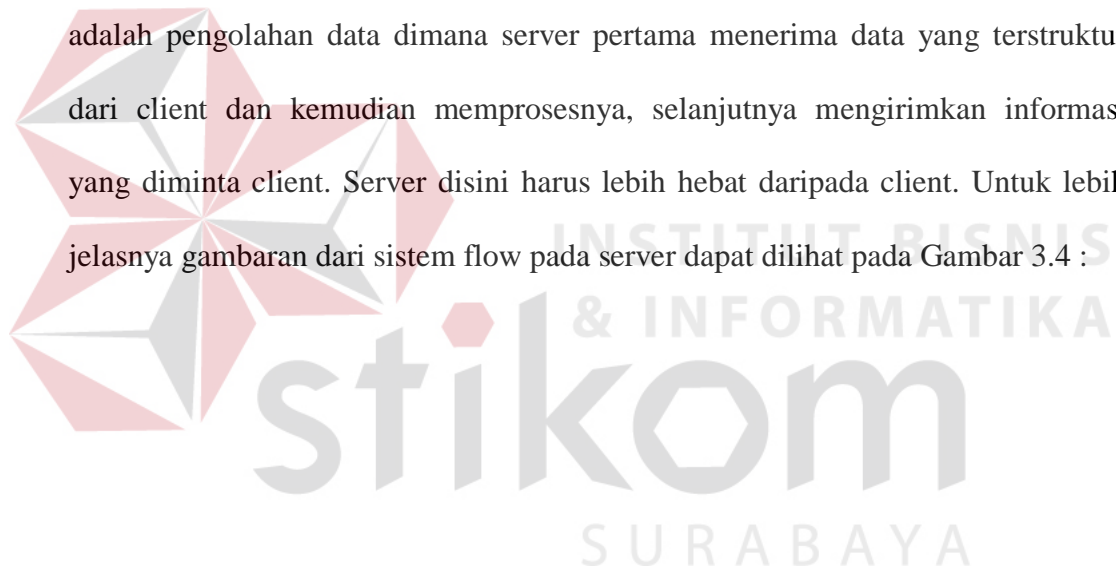 adalah pengolahan data dimana server pertama menerima data yang terstruktu
dari client dan kemudian memprosesnya, selanjutnya mengirimkan informas
yang diminta client. Server disini harus lebih hebat daripada client. Untuk lebil
jelasnya gambaran dari sistem flow pada server dapat dilihat pada Gambar 3.4 :
INSTITUT BISNIS
& INFORMATIKA
stikom
SURABAYA